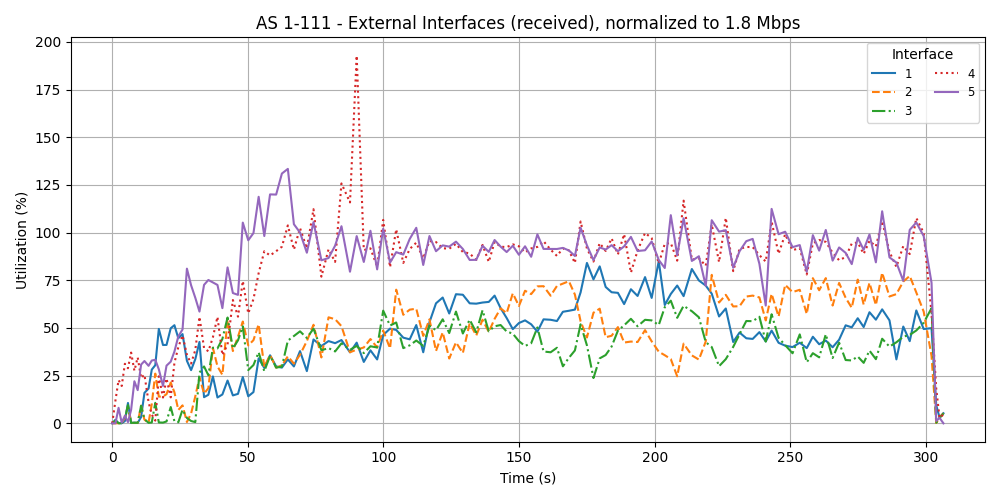 AS 1-111 - External Interfaces (received), normalized to 1.8 Mbps
Utilization (%)
200
175
150
125
100
75
50
25
0
0 50 100 150 200 250 300
Time (s)
Interface
1 4
2 5
3